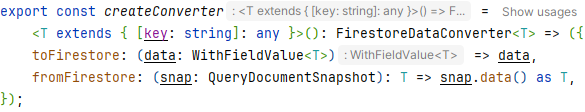 export const createConverter : <T extends { [key: string]: any }>() => F... = Show usages
<T extends { [key: string]: any }>(): FirestoreDataConverter<T> => ({
toFirestore: (data: WithFieldValue<T>) : WithFieldValue<T> => data,
fromFirestore: (snap: QueryDocumentSnapshot): T => snap.data() as T,
});